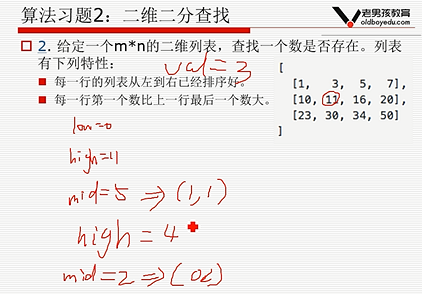 算法习题2：二维二分查找
老男孩教育
oldboyedu.com
2. 给定一个m*n的二维列表，查找一个数是否存在。列表
有下列特性：
val=3
每一行的列表从左到右已经排序好。
每一行第一个数比上一行最后一个数大。
[
[1, 3, 5, 7],
[10, 11, 16, 20],
[23, 30, 34, 50]
]
low=0
high=11
mid=5 ⇒ (1,1)
high=4
mid=2 ⇒ (02)